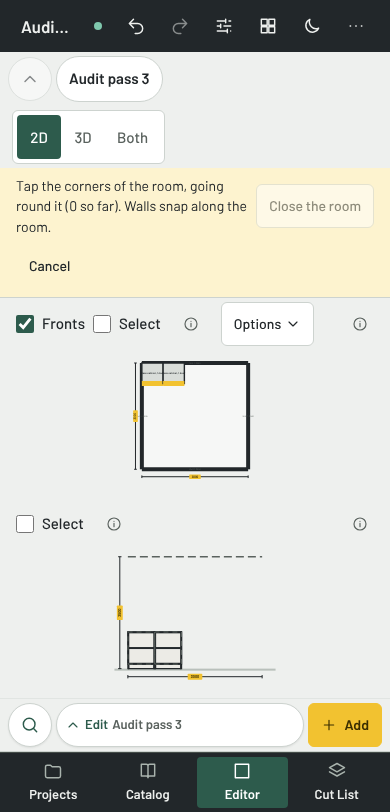 Audi...
Audit pass 3
2D 3D Both
Tap the corners of the room, going
round it (0 so far). Walls snap along the
room.
Close the room
Cancel
Fronts Select Options
Select
Edit Audit pass 3
Add
Projects Catalog Editor Cut List